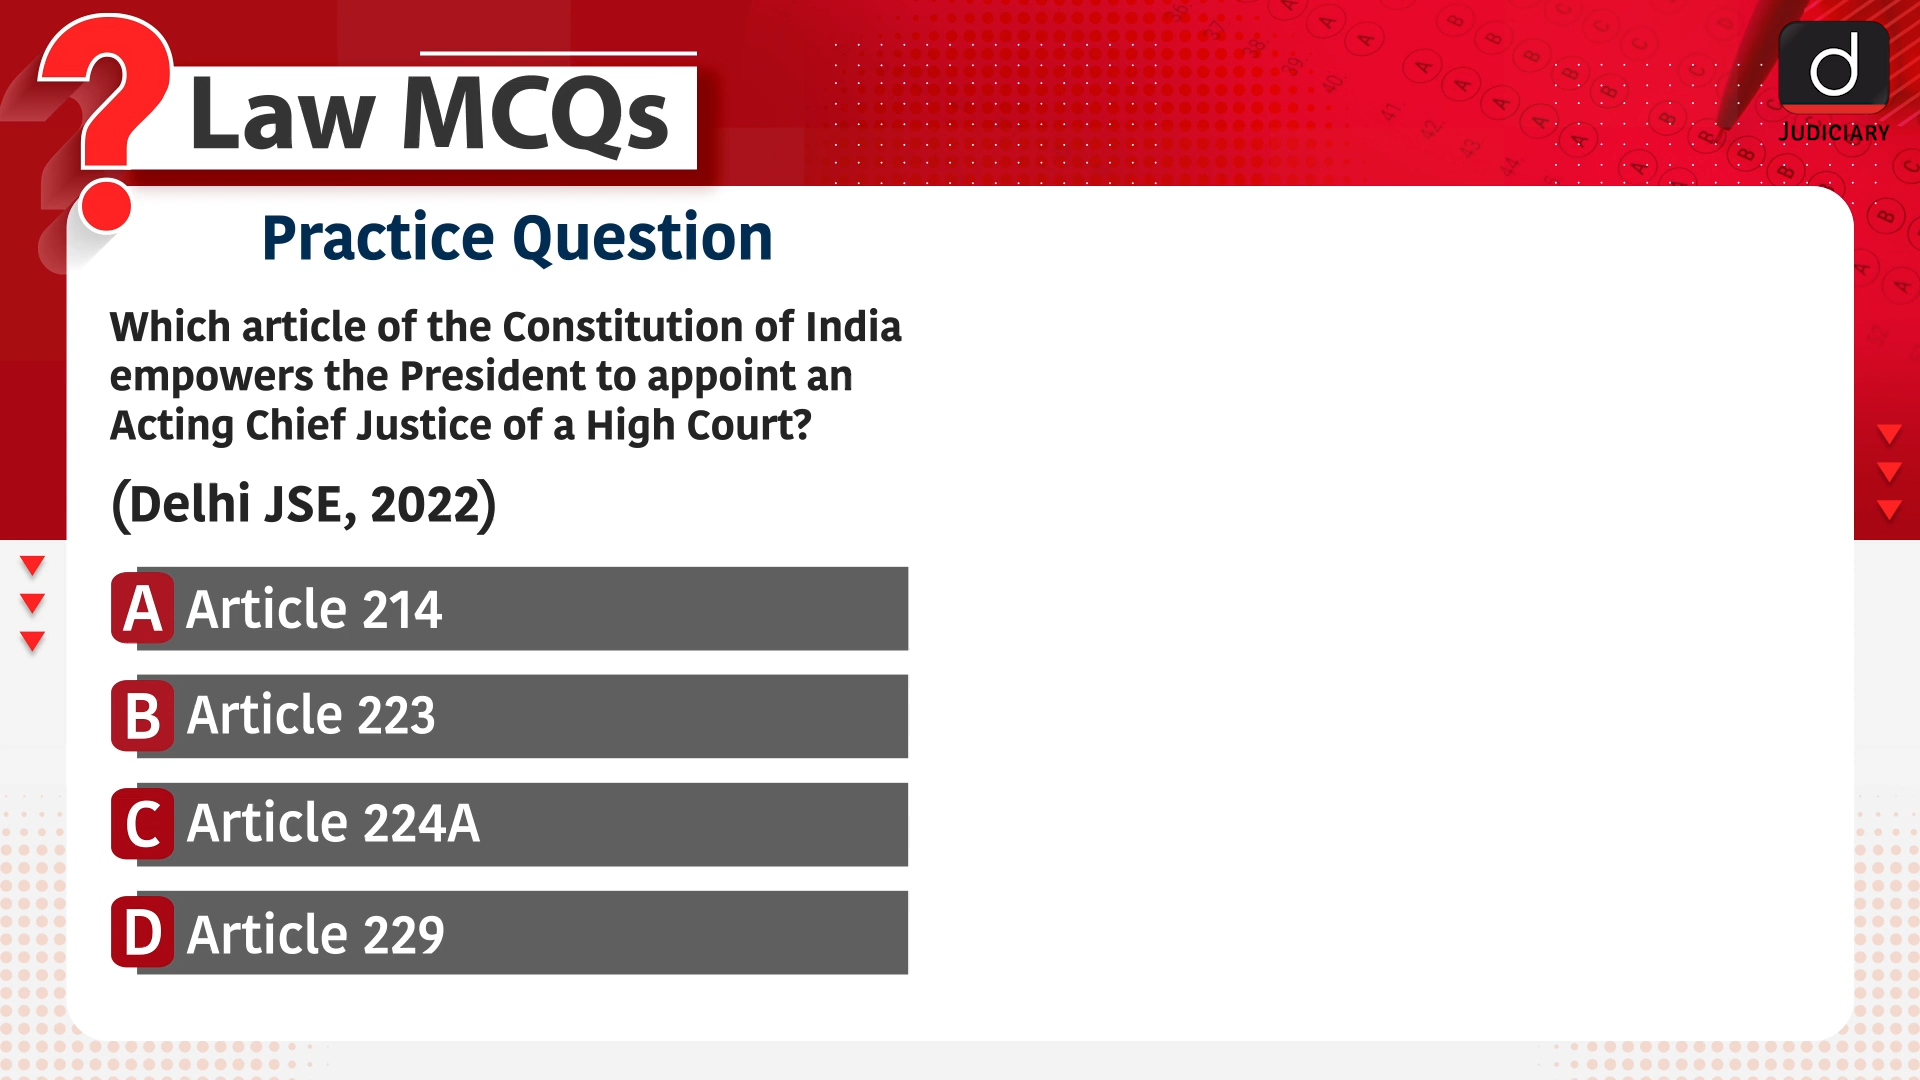 Law MCQs
d
JUDICIARY
Practice Question
Which article of the Constitution of India
empowers the President to appoint an
Acting Chief Justice of a High Court?
(Delhi JSE, 2022)
A Article 214
B Article 223
C Article 224A
D Article 229